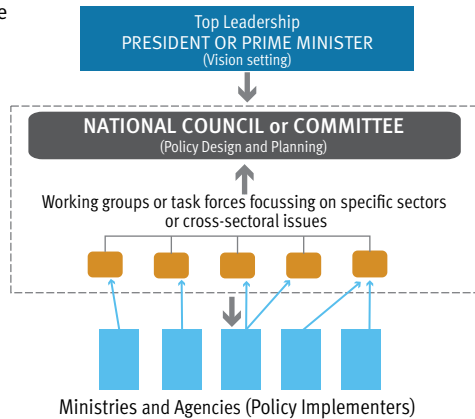 e
Top Leadership
PRESIDENT OR PRIME MINISTER
(Vision setting)
NATIONAL COUNCIL or COMMITTEE
(Policy Design and Planning)
Working groups or task forces focussing on specific sectors
or cross-sectoral issues
Ministries and Agencies (Policy Implementers)